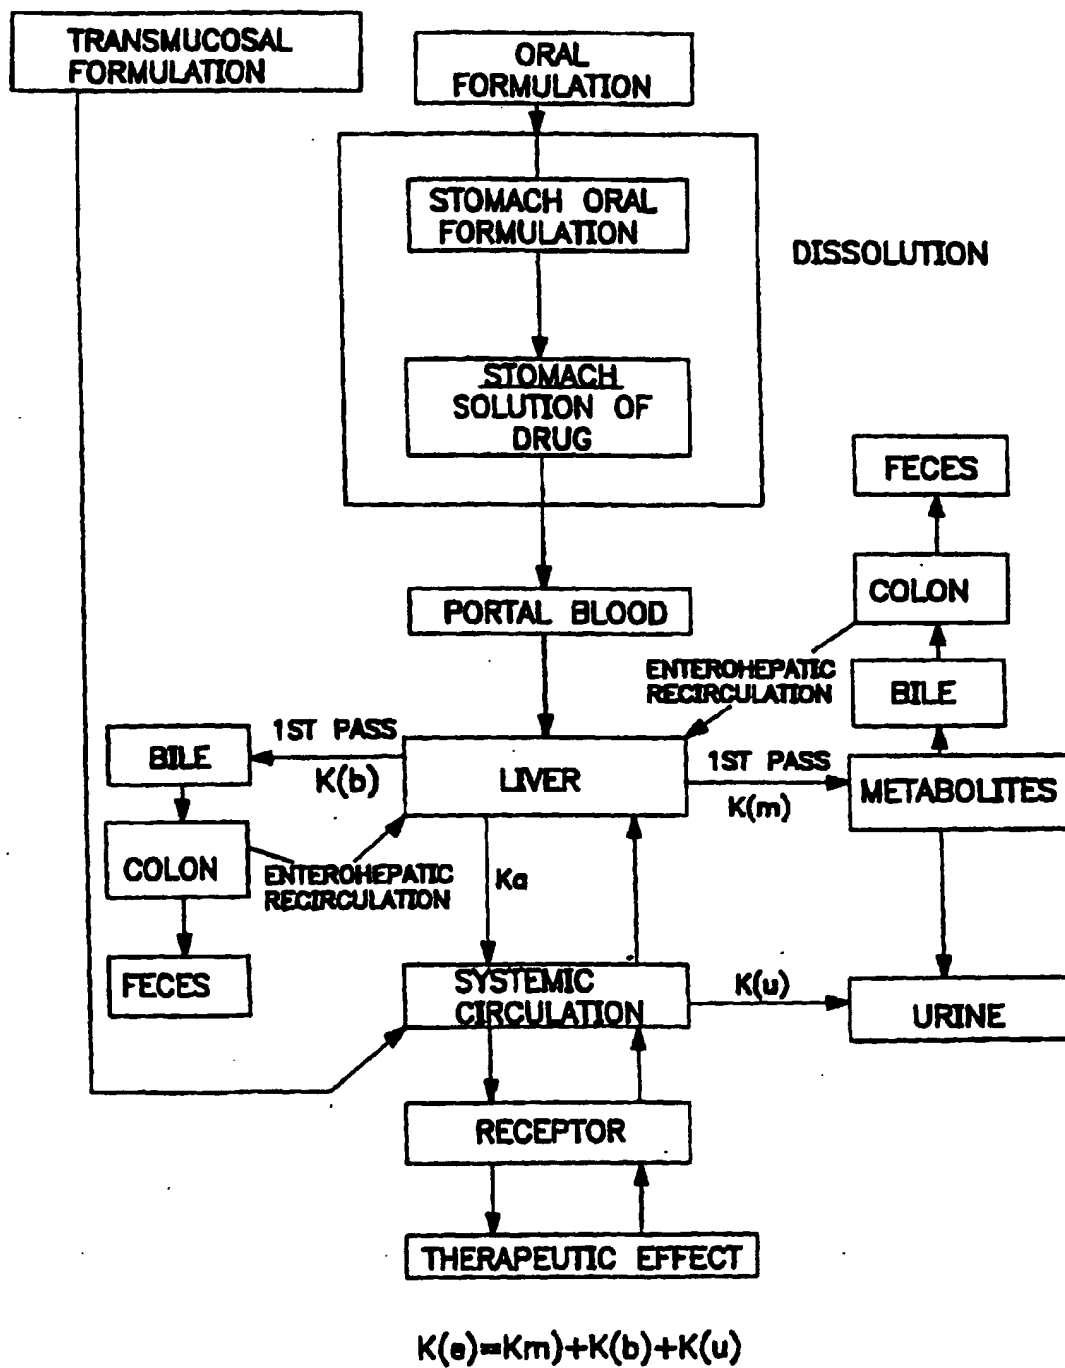 TRANSMUCOSAL
FORMULATION
ORAL
FORMULATION
STOMACH ORAL
FORMULATION
DISSOLUTION
STOMACH
SOLUTION OF
DRUG
FECES
COLON
PORTAL BLOOD
ENTEROHEPATIC
RECIRCULATION
BILE
1ST PASS
BILE
K(b)
LIVER
1ST PASS
K(m)
METABOLITES
COLON
ENTEROHEPATIC
RECIRCULATION
Ka
FECES
SYSTEMIC
CIRCULATION
K(u)
URINE
RECEPTOR
THERAPEUTIC EFFECT
K(e)=Km)+K(b)+K(u)